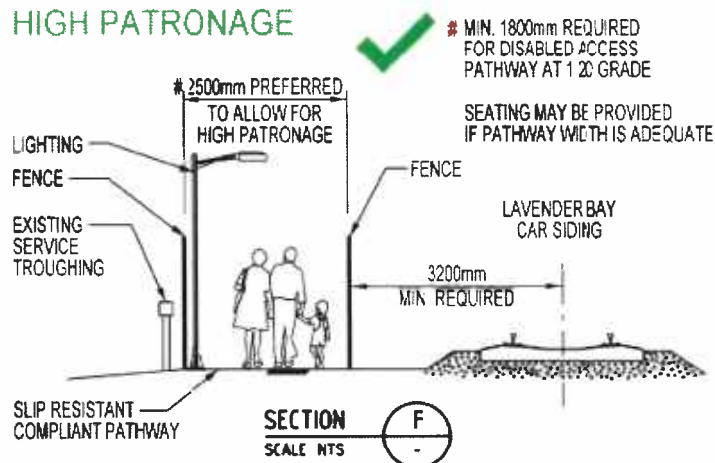 HIGH PATRONAGE
# MIN. 1800mm REQUIRED
FOR DISABLED ACCESS
PATHWAY AT 1 20 GRADE
SEATING MAY BE PROVIDED
IF PATHWAY WIDTH IS ADEQUATE
# 2500mm PREFERRED
TO ALLOW FOR
HIGH PATRONAGE
LIGHTING
FENCE
EXISTING
SERVICE
TROUGHING
FENCE
LAVENDER BAY
CAR SIDING
3200mm
MIN REQUIRED
SLIP RESISTANT
COMPLIANT PATHWAY
SECTION F
SCALE NTS -